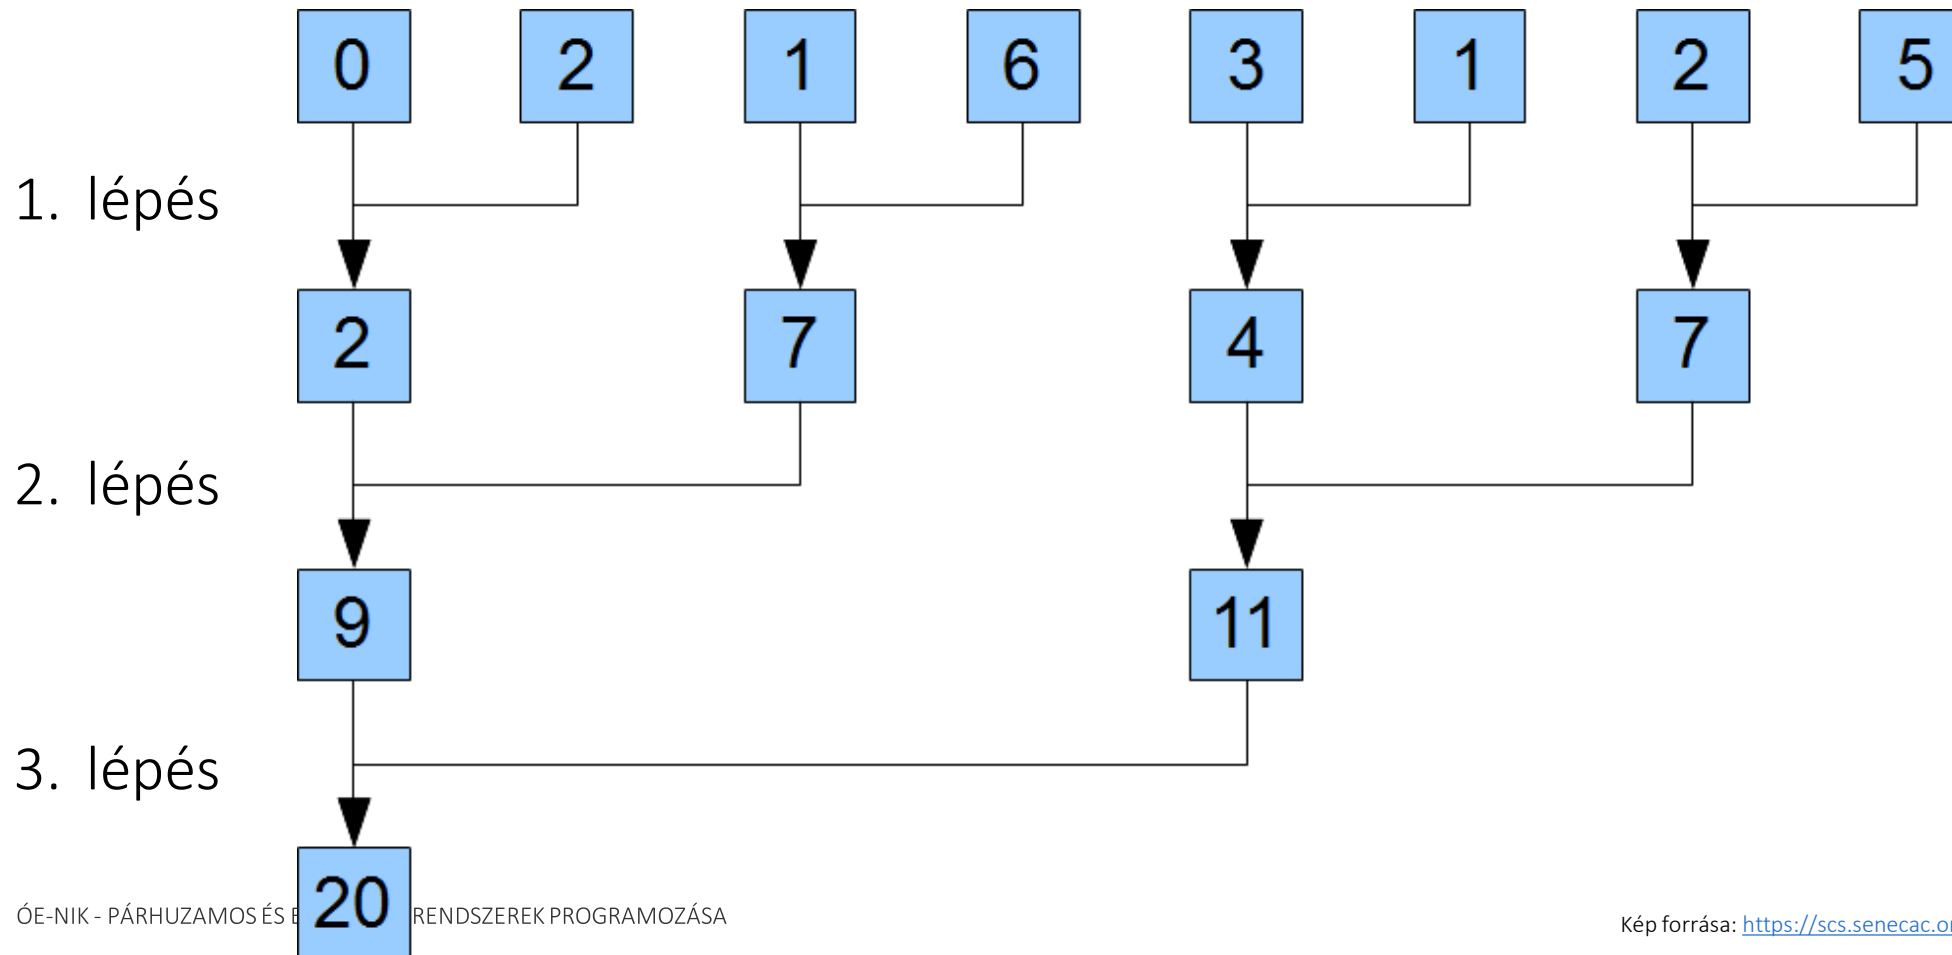 0 2 1 6 3 1 2 5
1. lépés
2 7 4 7
2. lépés
9 11
3. lépés
20
ÓE-NIK - PÁRHUZAMOS ÉS RENDSZEREK PROGRAMOZÁSA
Kép forrása: https://scs.senecac.o